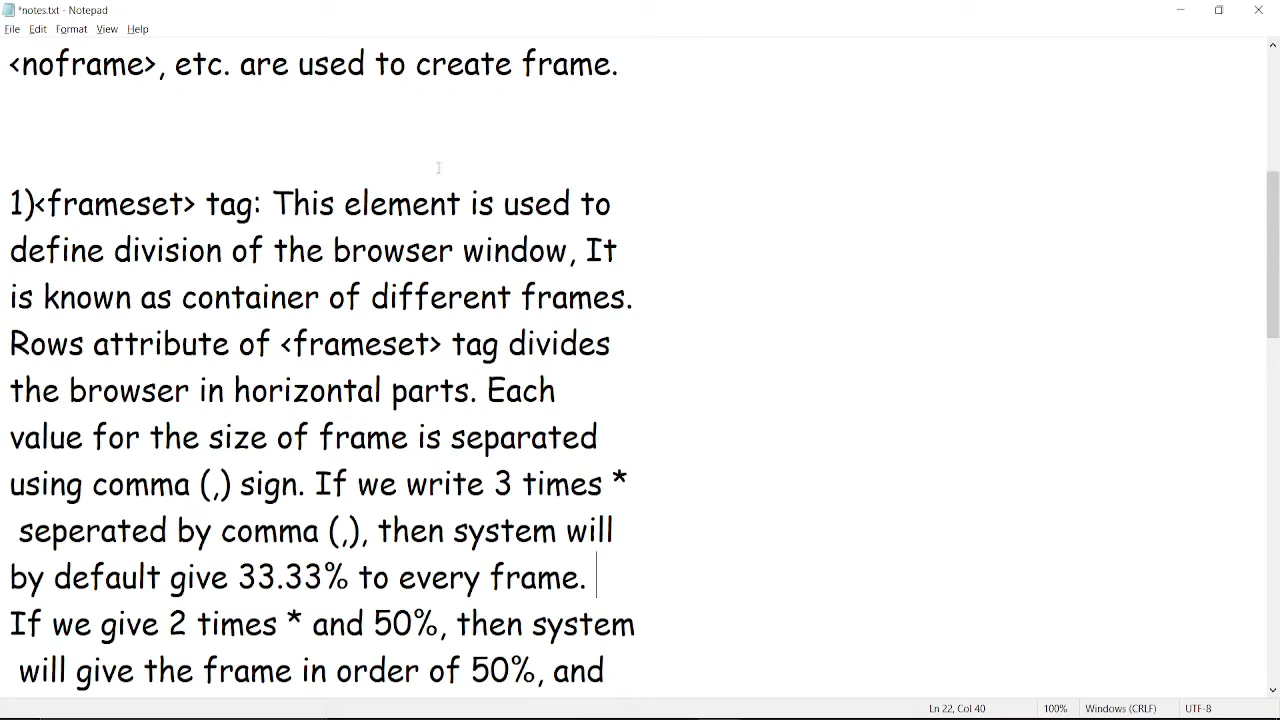 *notes.txt - Notepad
File Edit Format View Help
<noframe>, etc. are used to create frame.
1)<frameset> tag: This element is used to
define division of the browser window, It
is known as container of different frames.
Rows attribute of <frameset> tag divides
the browser in horizontal parts. Each
value for the size of frame is separated
using comma (,) sign. If we write 3 times *
seperated by comma (,), then system will
by default give 33.33% to every frame.
If we give 2 times * and 50%, then system
will give the frame in order of 50%, and
Ln 22, Col 40 100% Windows (CRLF) UTF-8